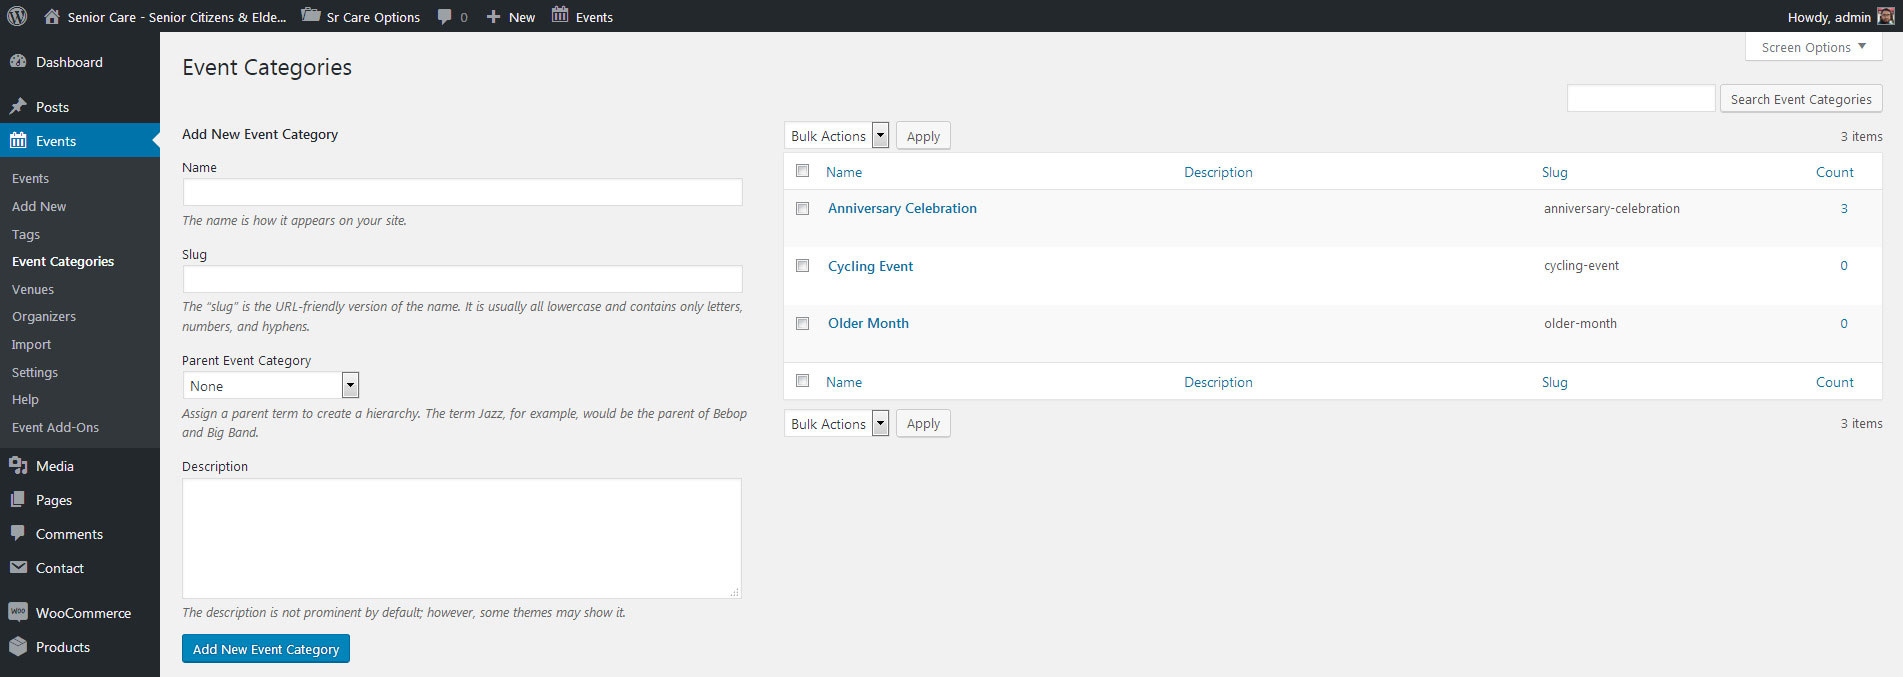 Senior Care - Senior Citizens & Elde...
Sr Care Options
0
New
Events
Howdy, admin
Dashboard
Posts
Events
Events
Add New
Tags
Event Categories
Venues
Organizers
Import
Settings
Help
Event Add-Ons
Media
Pages
Comments
Contact
WOO
WooCommerce
Products
Screen Options
Event Categories
Search Event Categories
Add New Event Category
Name
The name is how it appears on your site.
Slug
The “slug” is the URL-friendly version of the name. It is usually all lowercase and contains only letters,
numbers, and hyphens.
Parent Event Category
None
Assign a parent term to create a hierarchy. The term Jazz, for example, would be the parent of Bebop
and Big Band.
Description
The description is not prominent by default; however, some themes may show it.
Add New Event Category
Bulk Actions
Apply
3 items
Name Description Slug Count
Anniversary Celebration anniversary-celebration 3
Cycling Event cycling-event 0
Older Month older-month 0
Name Description Slug Count
Bulk Actions
Apply
3 items